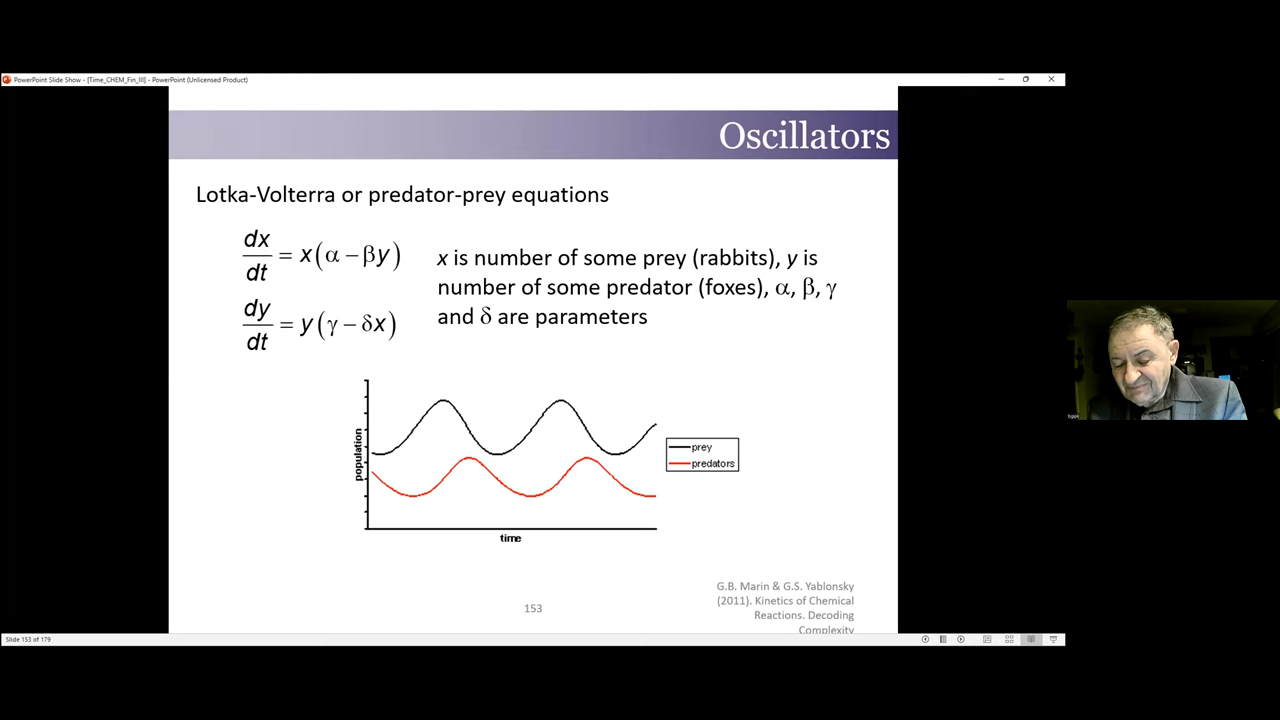 PowerPoint Slide Show - [Time_CHEM_Fin_III] - PowerPoint (Unlicensed Product)
Oscillators
Lotka-Volterra or predator-prey equations
dx/dt = x(α − βy)
dy/dt = y(γ − δx)
x is number of some prey (rabbits), y is
number of some predator (foxes), α, β, γ
and δ are parameters
population
prey
predators
time
G.B. Marin & G.S. Yablonsky
(2011). Kinetics of Chemical
Reactions. Decoding
Complexity
153
Slide 153 of 179